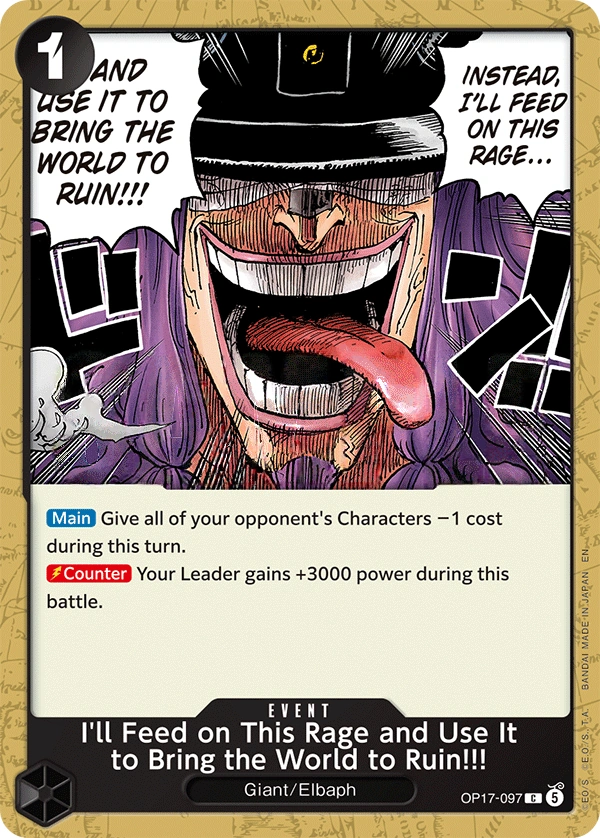 1
AND
USE IT TO
BRING THE
WORLD TO
RUIN!!!
INSTEAD,
I'LL FEED
ON THIS
RAGE...
Main Give all of your opponent's Characters −1 cost
during this turn.
Counter Your Leader gains +3000 power during this
battle.
EVENT
I'll Feed on This Rage and Use It
to Bring the World to Ruin!!!
Giant/Elbaph
OP17-097 C 5
©E.O./S. ©E.O./S.,T.A. BANDAI MADE IN JAPAN EN